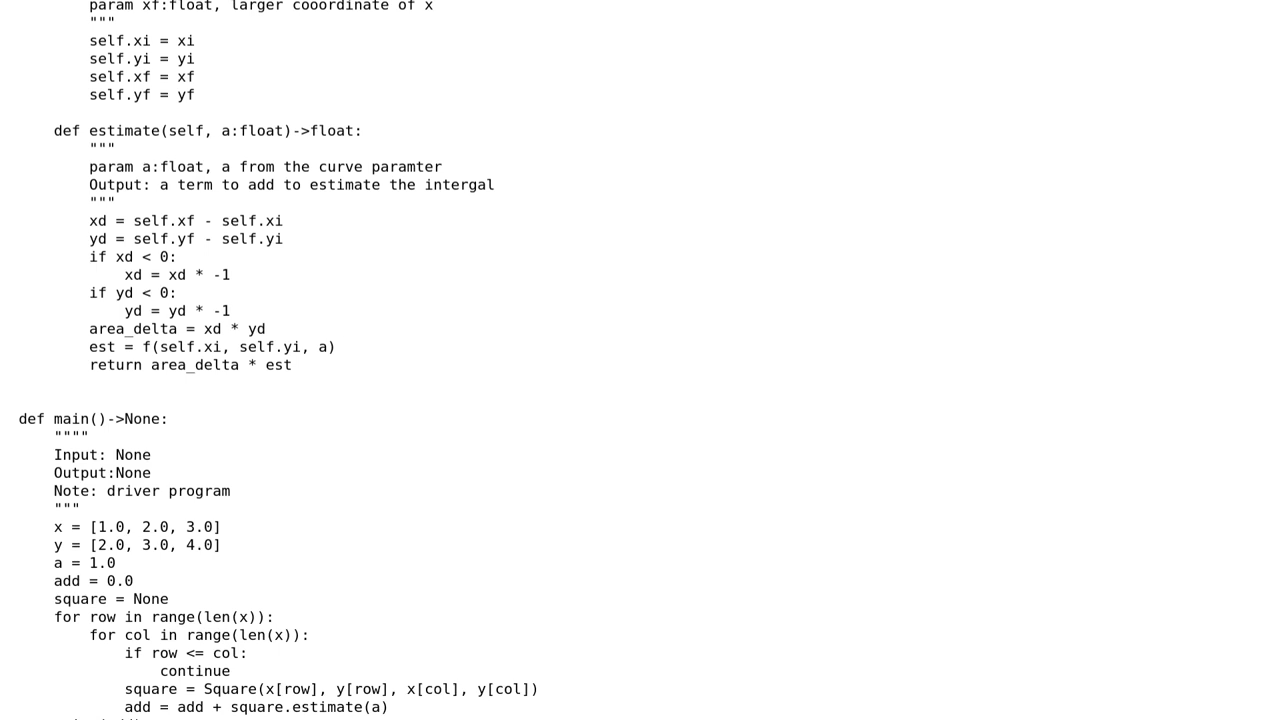 param xf:float, larger cooordinate of x
"""
self.xi = xi
self.yi = yi
self.xf = xf
self.yf = yf
def estimate(self, a:float)->float:
"""
param a:float, a from the curve paramter
Output: a term to add to estimate the intergal
"""
xd = self.xf - self.xi
yd = self.yf - self.yi
if xd < 0:
xd = xd * -1
if yd < 0:
yd = yd * -1
area_delta = xd * yd
est = f(self.xi, self.yi, a)
return area_delta * est
def main()->None:
""""
Input: None
Output:None
Note: driver program
"""
x = [1.0, 2.0, 3.0]
y = [2.0, 3.0, 4.0]
a = 1.0
add = 0.0
square = None
for row in range(len(x)):
for col in range(len(x)):
if row <= col:
continue
square = Square(x[row], y[row], x[col], y[col])
add = add + square.estimate(a)